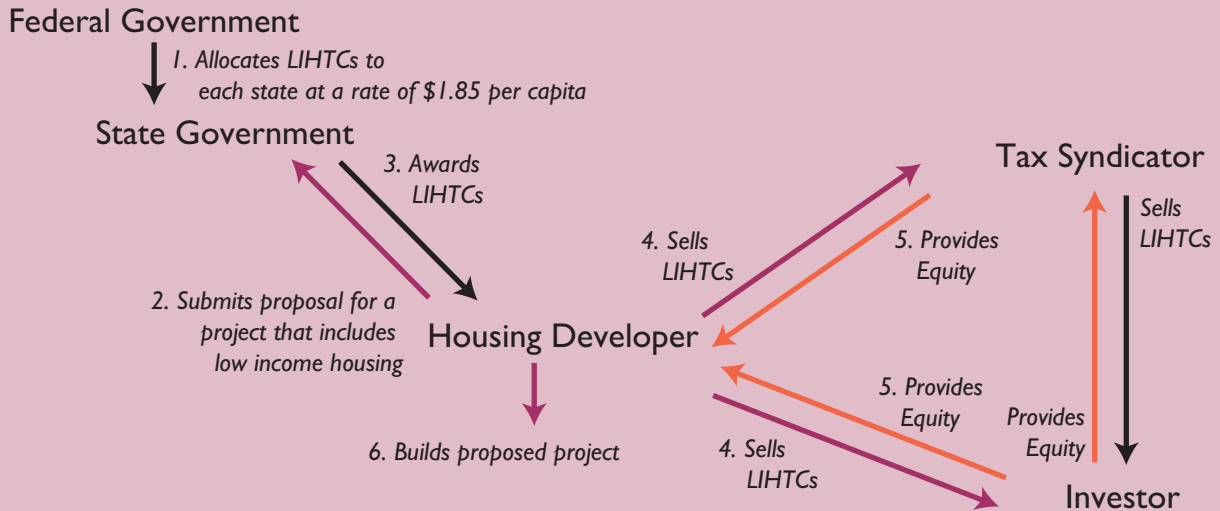 Federal Government
1. Allocates LIHTCs to
each state at a rate of $1.85 per capita
State Government
3. Awards
LIHTCs
Tax Syndicator
Sells
LIHTCs
4. Sells
LIHTCs
5. Provides
Equity
2. Submits proposal for a
project that includes
low income housing
Housing Developer
5. Provides
Equity
Provides
Equity
6. Builds proposed project
4. Sells
LIHTCs
Investor